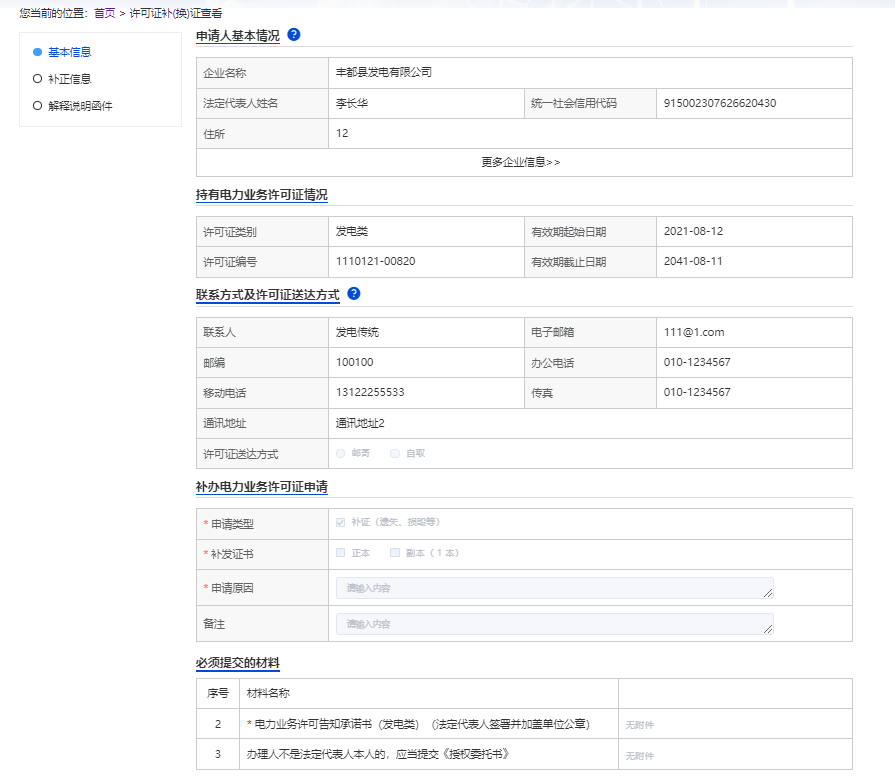 您当前的位置：首页 > 许可证补(换)证查看
基本信息
补正信息
解释说明函件
申请人基本情况 ?
企业名称 丰都县发电有限公司
法定代表人姓名 李长华 统一社会信用代码 915002307626620430
住所 12
更多企业信息>>
持有电力业务许可证情况
许可证类别 发电类 有效期起始日期 2021-08-12
许可证编号 1110121-00820 有效期截止日期 2041-08-11
联系方式及许可证送达方式 ?
联系人 发电传统 电子邮箱 111@1.com
邮编 100100 办公电话 010-1234567
移动电话 13122255533 传真 010-1234567
通讯地址 通讯地址2
许可证送达方式 邮寄 自取
补办电力业务许可证申请
* 申请类型 补证（遗失、损毁等）
* 补发证书 正本 副本（1 本）
* 申请原因 请输入内容
备注 请输入内容
必须提交的材料
序号 材料名称
2 * 电力业务许可告知承诺书（发电类）（法定代表人签署并加盖单位公章） 无附件
3 办理人不是法定代表人本人的，应当提交《授权委托书》 无附件